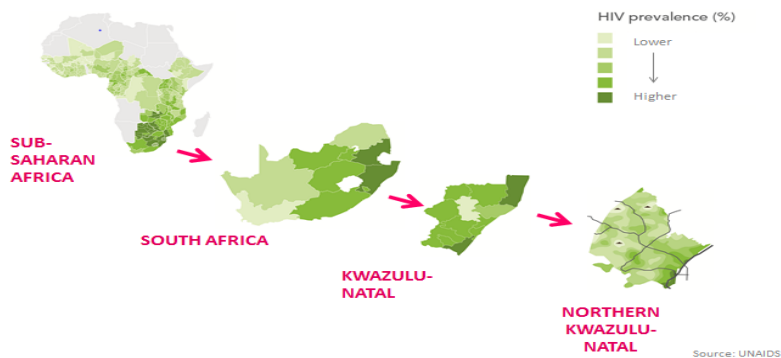 HIV prevalence (%)
Lower
Higher
SUB-
SAHARAN
AFRICA
SOUTH AFRICA
KWAZULU-
NATAL
NORTHERN
KWAZULU-
NATAL
Source: UNAIDS